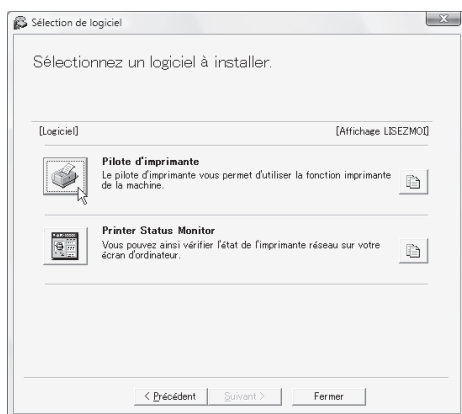 Sélection de logiciel
Sélectionnez un logiciel à installer.
[Logiciel] [Affichage LISEZMOI]
Pilote d'imprimante
Le pilote d'imprimante vous permet d'utiliser la fonction imprimante
de la machine.
Printer Status Monitor
Vous pouvez ainsi vérifier l'état de l'imprimante réseau sur votre
écran d'ordinateur.
< Précédent Suivant > Fermer